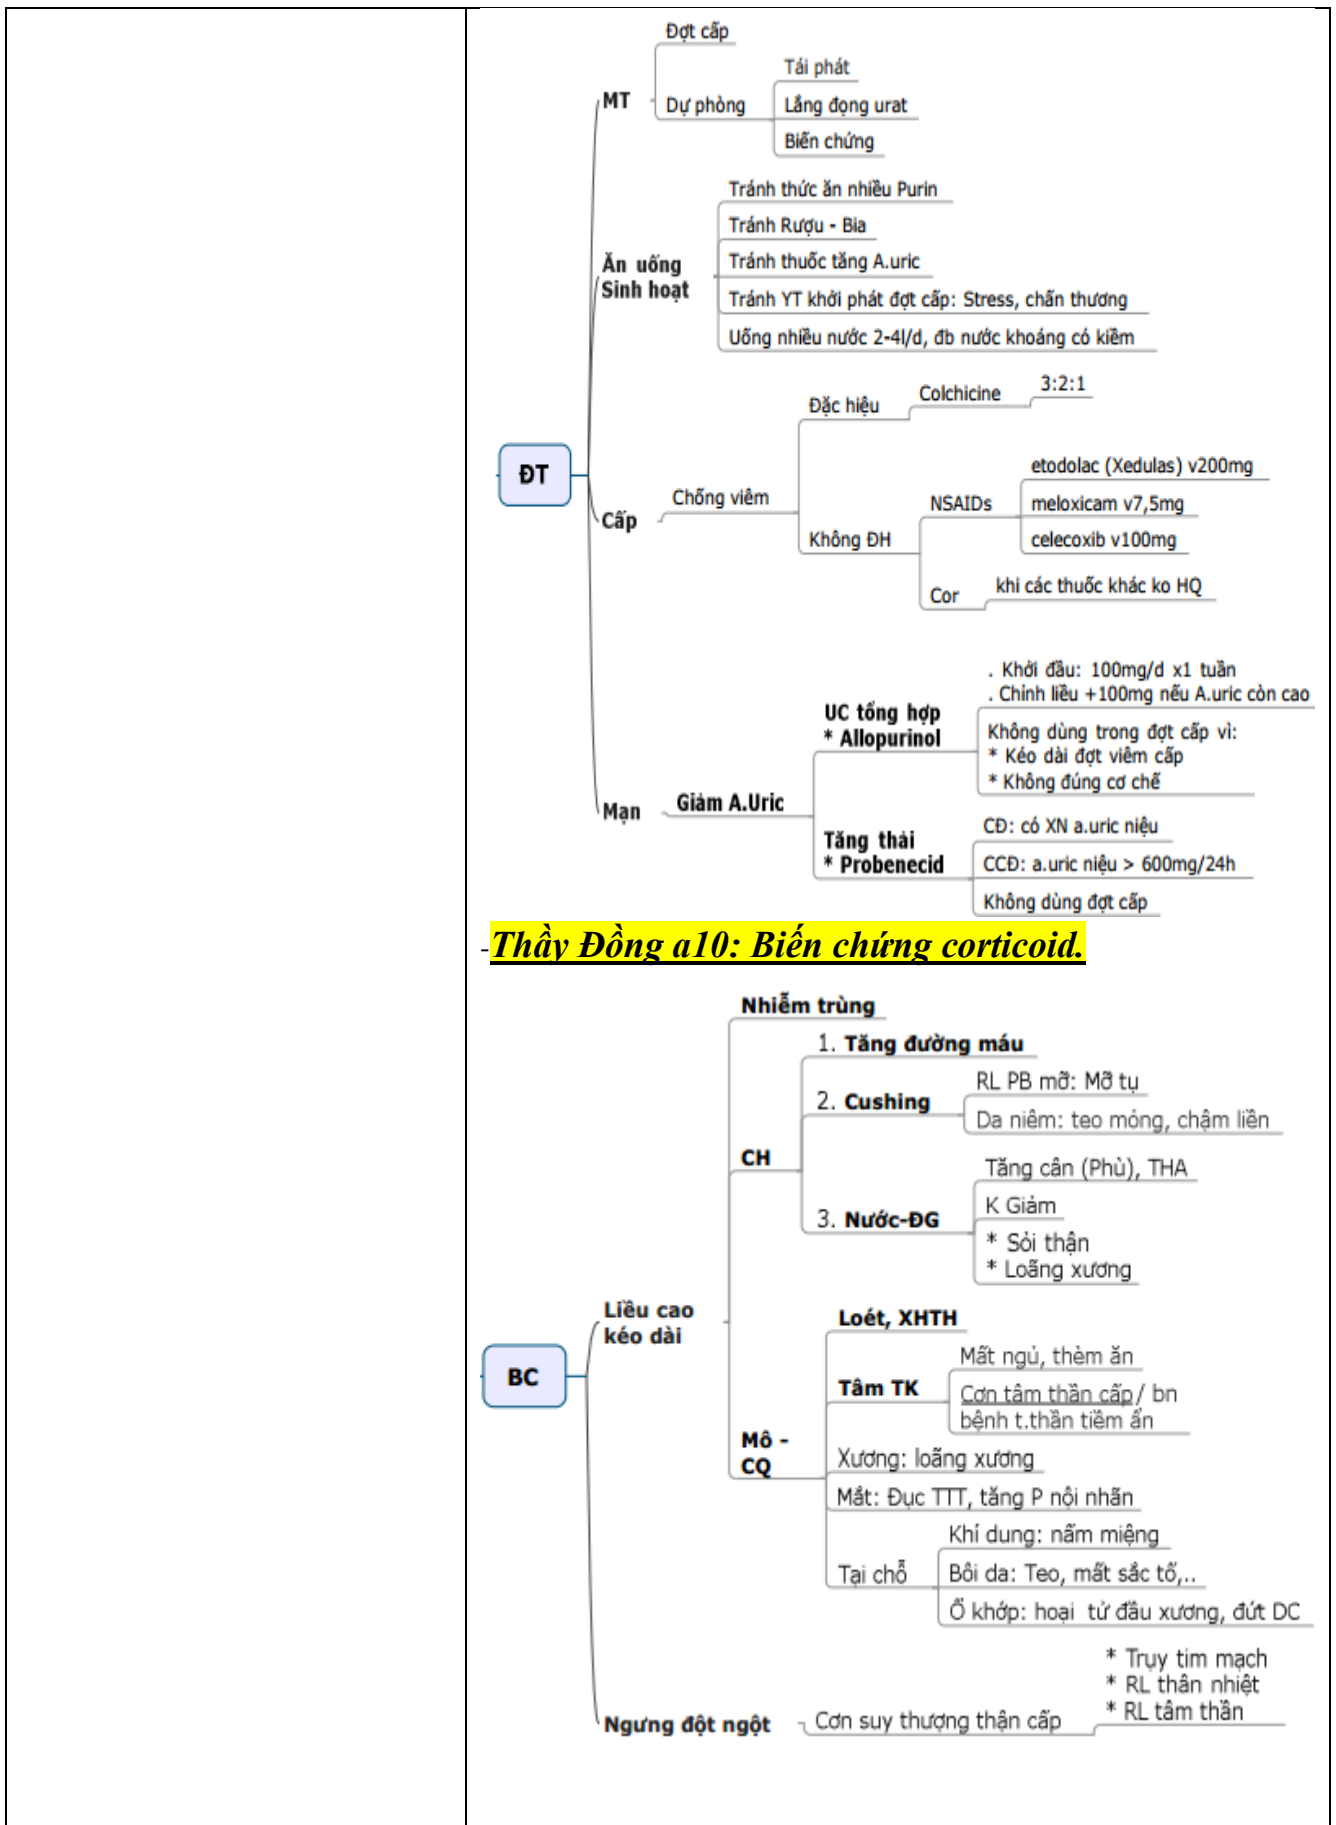 ĐT
MT
Đợt cấp
Dự phòng
Tái phát
Lắng đọng urat
Biến chứng
Ăn uống
Sinh hoạt
Tránh thức ăn nhiều Purin
Tránh Rượu - Bia
Tránh thuốc tăng A.uric
Tránh YT khởi phát đợt cấp: Stress, chấn thương
Uống nhiều nước 2-4l/d, đb nước khoáng có kiềm
Cấp
Chống viêm
Đặc hiệu
Colchicine
3:2:1
Không ĐH
NSAIDs
etodolac (Xedulas) v200mg
meloxicam v7,5mg
celecoxib v100mg
Cor
khi các thuốc khác ko HQ
Mạn
Giảm A.Uric
UC tổng hợp
* Allopurinol
. Khởi đầu: 100mg/d x1 tuần
. Chỉnh liều +100mg nếu A.uric còn cao
Không dùng trong đợt cấp vì:
* Kéo dài đợt viêm cấp
* Không đúng cơ chế
Tăng thải
* Probenecid
CĐ: có XN a.uric niệu
CCĐ: a.uric niệu > 600mg/24h
Không dùng đợt cấp
-Thầy Đồng a10: Biến chứng corticoid.
BC
Liều cao
kéo dài
Nhiễm trùng
CH
1. Tăng đường máu
2. Cushing
RL PB mỡ: Mỡ tụ
Da niêm: teo mỏng, chậm liền
3. Nước-ĐG
Tăng cân (Phù), THA
K Giảm
* Sỏi thận
* Loãng xương
Mô -
CQ
Loét, XHTH
Tâm TK
Mất ngủ, thèm ăn
Cơn tâm thần cấp/ bn
bệnh t.thần tiềm ẩn
Xương: loãng xương
Mắt: Đục TTT, tăng P nội nhãn
Tại chỗ
Khí dung: nấm miệng
Bôi da: Teo, mất sắc tố,..
Ổ khớp: hoại tử đầu xương, đứt DC
Ngưng đột ngột
Cơn suy thượng thận cấp
* Trụy tim mạch
* RL thân nhiệt
* RL tâm thần